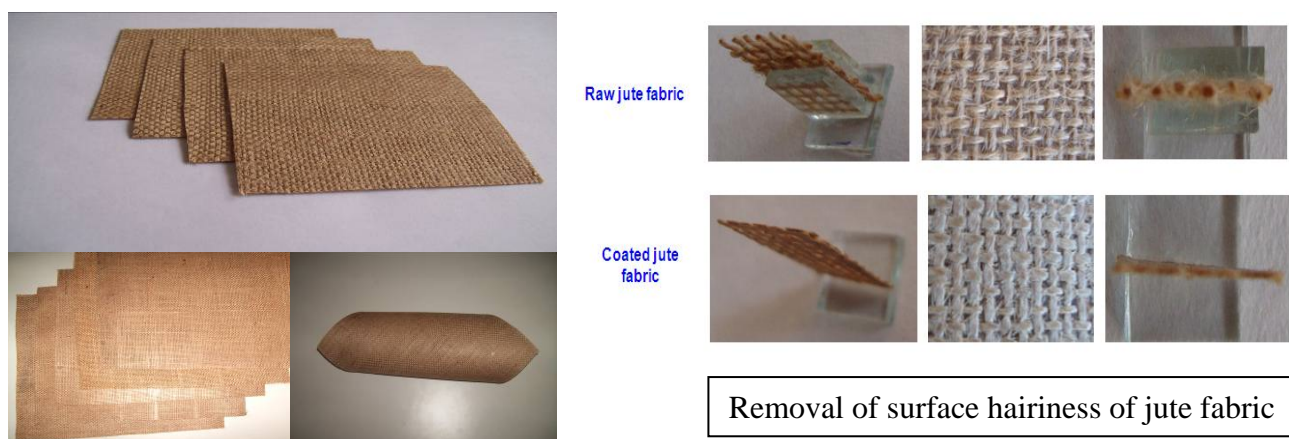 Raw jute fabric
Coated jute
fabric
Removal of surface hairiness of jute fabric